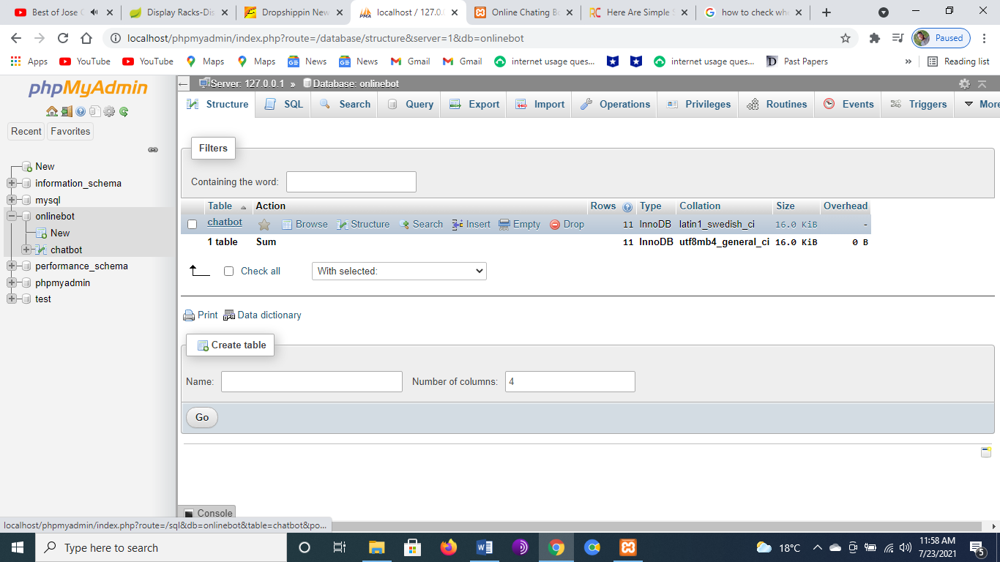 Best of Jose
Display Racks-Dis
Dropshippin New
localhost / 127.0.
Online Chating Bo
Here Are Simple S
how to check whe
localhost/phpmyadmin/index.php?route=/database/structure&server=1&db=onlinebot
Paused
Apps
YouTube
YouTube
Maps
Maps
News
News
Gmail
Gmail
internet usage ques...
internet usage ques...
Past Papers
»
Reading list
phpMyAdmin
Recent
Favorites
New
information_schema
mysql
onlinebot
New
chatbot
performance_schema
phpmyadmin
test
Server: 127.0.0.1 » Database: onlinebot
Structure
SQL
Search
Query
Export
Import
Operations
Privileges
Routines
Events
Triggers
More
Filters
Containing the word:
Table Action Rows Type Collation Size Overhead
chatbot Browse Structure Search Insert Empty Drop 11 InnoDB latin1_swedish_ci 16.0 KiB -
1 table Sum 11 InnoDB utf8mb4_general_ci 16.0 KiB 0 B
Check all
With selected:
Print
Data dictionary
Create table
Name:
Number of columns: 4
Go
Console
localhost/phpmyadmin/index.php?route=/sql&db=onlinebot&table=chatbot&po...
Type here to search
18°C
11:58 AM
7/23/2021
5